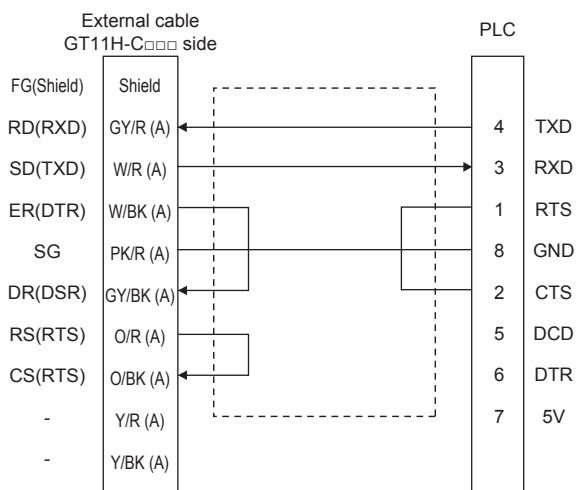 External cable
GT11H-C□□□ side
PLC
FG(Shield) Shield
RD(RXD) GY/R (A) 4 TXD
SD(TXD) W/R (A) 3 RXD
ER(DTR) W/BK (A) 1 RTS
SG PK/R (A) 8 GND
DR(DSR) GY/BK (A) 2 CTS
RS(RTS) O/R (A) 5 DCD
CS(RTS) O/BK (A) 6 DTR
- Y/R (A) 7 5V
- Y/BK (A)